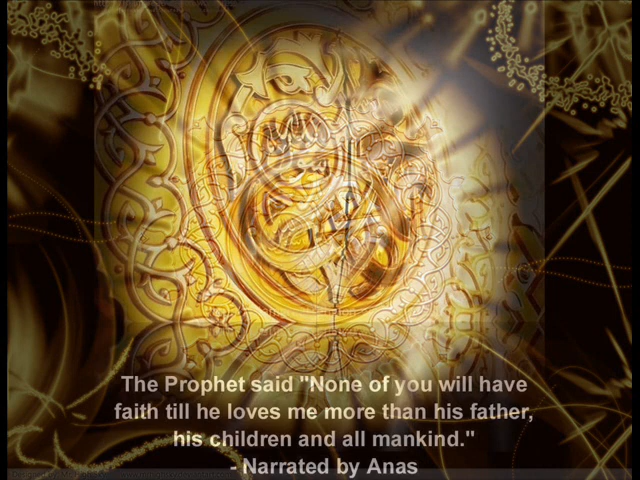 The Prophet said "None of you will have
faith till he loves me more than his father,
his children and all mankind."
- Narrated by Anas